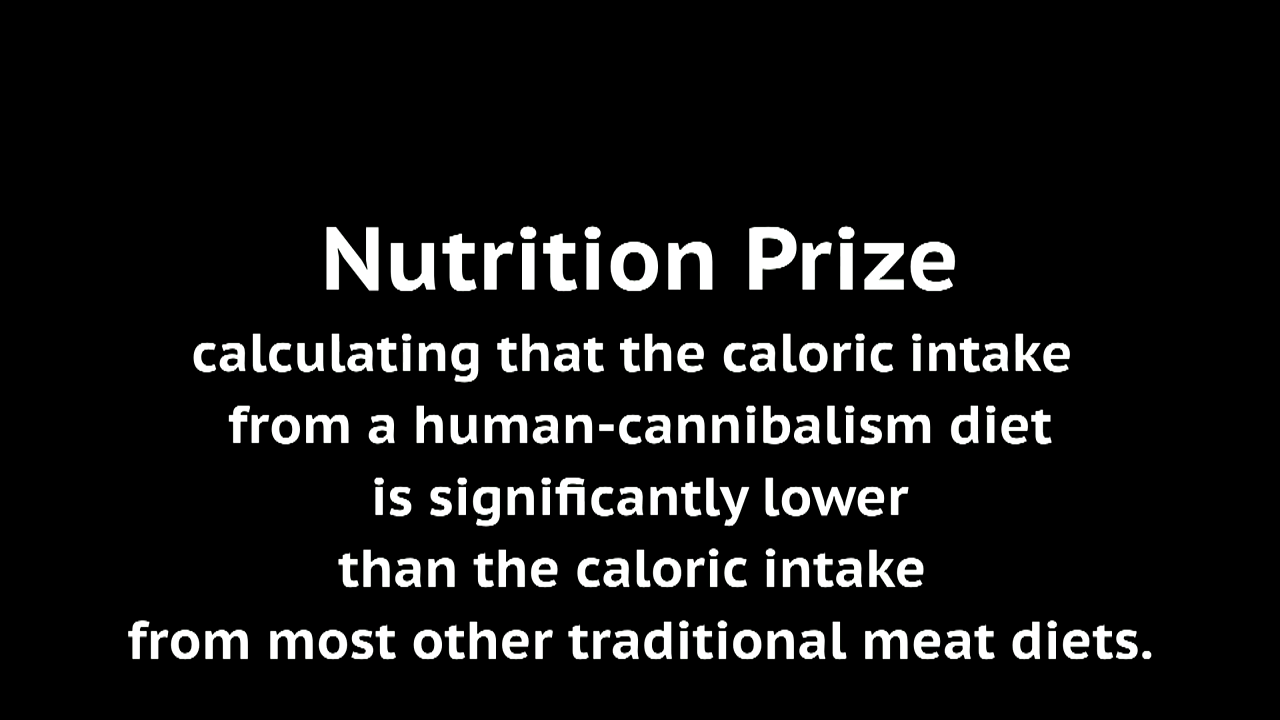 Nutrition Prize
calculating that the caloric intake
from a human-cannibalism diet
is significantly lower
than the caloric intake
from most other traditional meat diets.